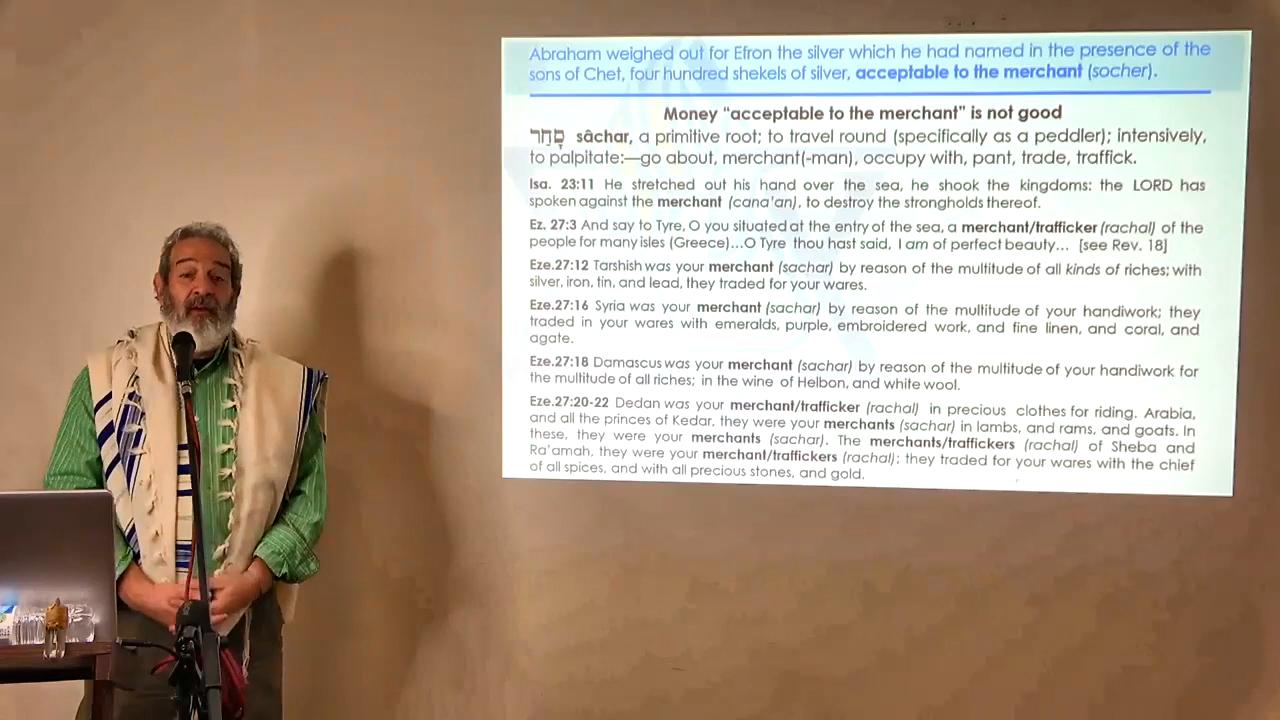 Abraham weighed out for Efron the silver which he had named in the presence of the
sons of Chet, four hundred shekels of silver, acceptable to the merchant (socher).
Money “acceptable to the merchant” is not good
סָחַר sâchar, a primitive root; to travel round (specifically as a peddler); intensively,
to palpitate:—go about, merchant(-man), occupy with, pant, trade, traffick.
Isa. 23:11 He stretched out his hand over the sea, he shook the kingdoms: the LORD has
spoken against the merchant (cana’an), to destroy the strongholds thereof.
Ez. 27:3 And say to Tyre, O you situated at the entry of the sea, a merchant/trafficker (rachal) of the
people for many isles (Greece)…O Tyre thou hast said, I am of perfect beauty… [see Rev. 18]
Eze.27:12 Tarshish was your merchant (sachar) by reason of the multitude of all kinds of riches; with
silver, iron, tin, and lead, they traded for your wares.
Eze.27:16 Syria was your merchant (sachar) by reason of the multitude of your handiwork; they
traded in your wares with emeralds, purple, embroidered work, and fine linen, and coral, and
agate.
Eze.27:18 Damascus was your merchant (sachar) by reason of the multitude of your handiwork for
the multitude of all riches; in the wine of Helbon, and white wool.
Eze.27:20-22 Dedan was your merchant/trafficker (rachal) in precious clothes for riding. Arabia,
and all the princes of Kedar, they were your merchants (sachar) in lambs, and rams, and goats. In
these, they were your merchants (sachar). The merchants/traffickers (rachal) of Sheba and
Ra’amah, they were your merchant/traffickers (rachal); they traded for your wares with the chief
of all spices, and with all precious stones, and gold.